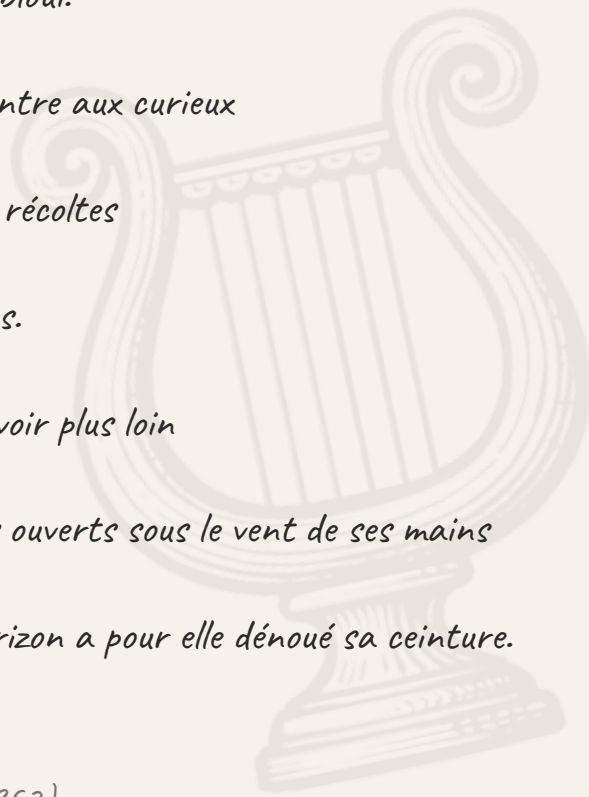 ntre aux curieux
récoltes
s.
voir plus loin
ouverts sous le vent de ses mains
rizon a pour elle dénoué sa ceinture.